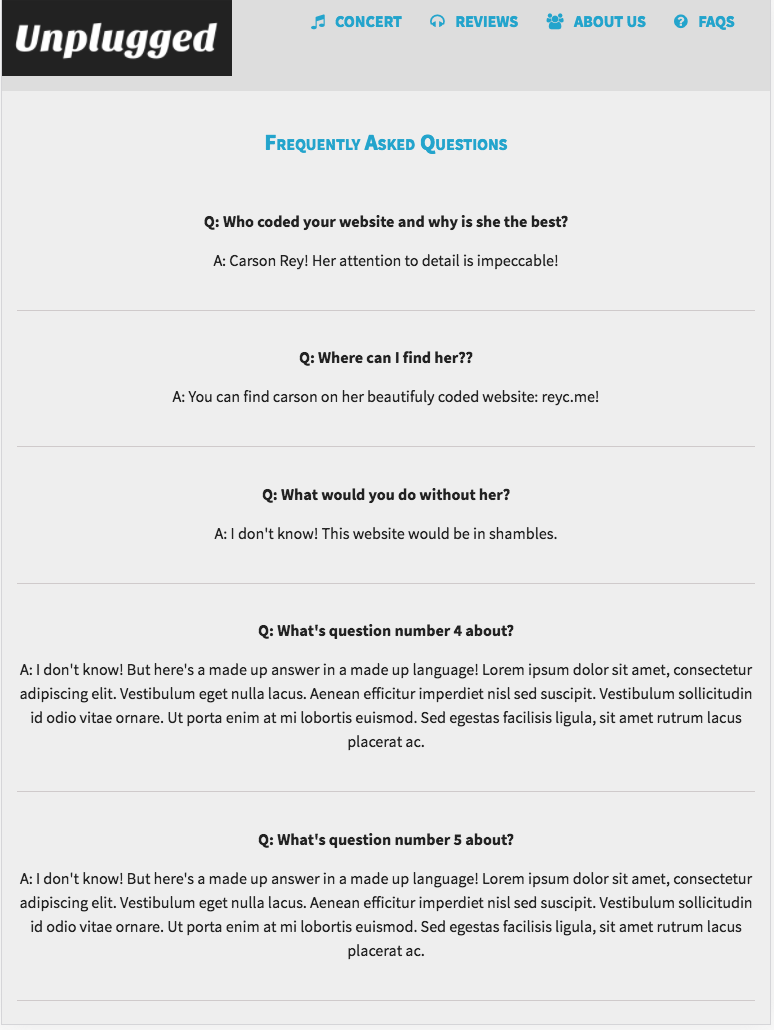 Unplugged
CONCERT REVIEWS ABOUT US FAQS
Frequently Asked Questions
Q: Who coded your website and why is she the best?
A: Carson Rey! Her attention to detail is impeccable!
Q: Where can I find her??
A: You can find carson on her beautifuly coded website: reyc.me!
Q: What would you do without her?
A: I don't know! This website would be in shambles.
Q: What's question number 4 about?
A: I don't know! But here's a made up answer in a made up language! Lorem ipsum dolor sit amet, consectetur
adipiscing elit. Vestibulum eget nulla lacus. Aenean efficitur imperdiet nisl sed suscipit. Vestibulum sollicitudin
id odio vitae ornare. Ut porta enim at mi lobortis euismod. Sed egestas facilisis ligula, sit amet rutrum lacus
placerat ac.
Q: What's question number 5 about?
A: I don't know! But here's a made up answer in a made up language! Lorem ipsum dolor sit amet, consectetur
adipiscing elit. Vestibulum eget nulla lacus. Aenean efficitur imperdiet nisl sed suscipit. Vestibulum sollicitudin
id odio vitae ornare. Ut porta enim at mi lobortis euismod. Sed egestas facilisis ligula, sit amet rutrum lacus
placerat ac.